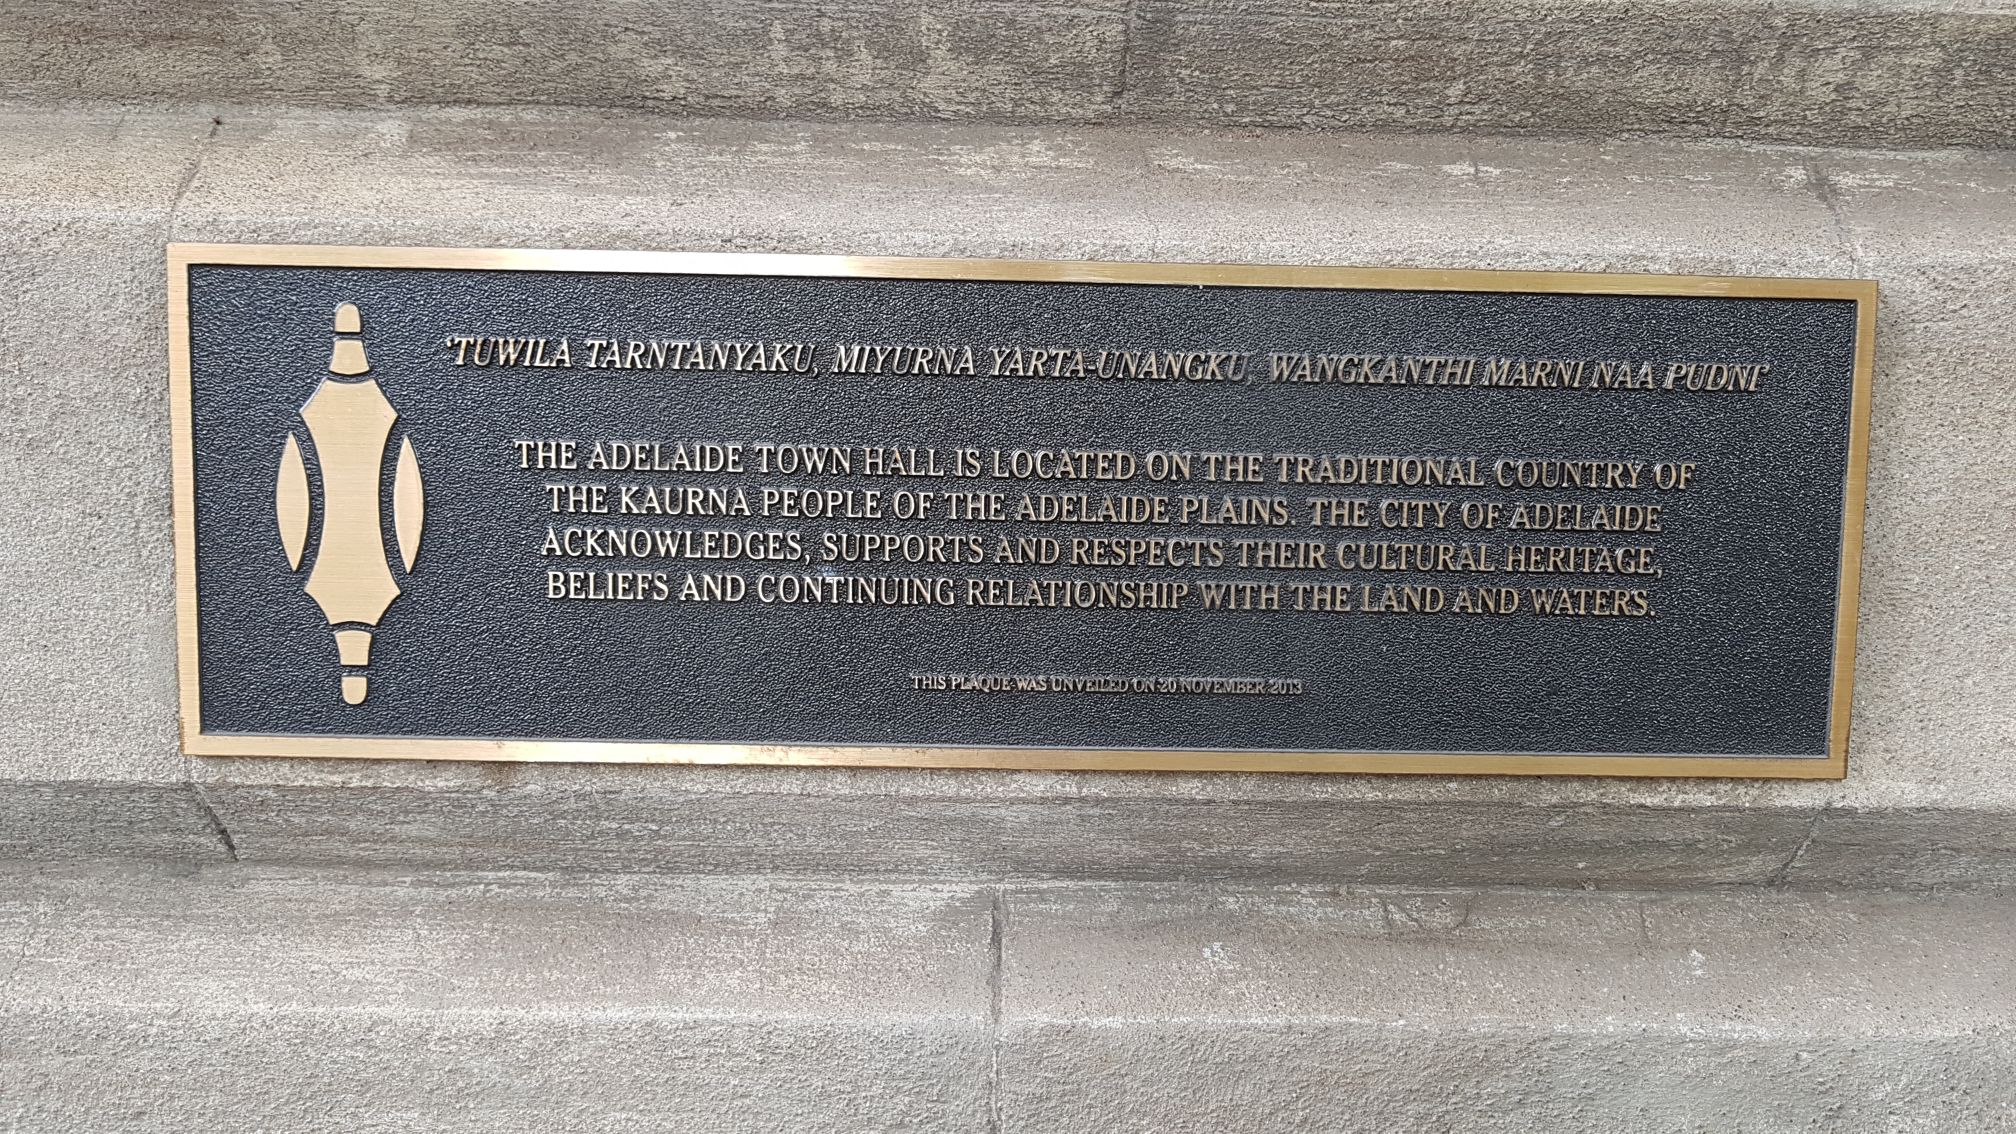 'TUWILA TARNTANYAKU, MIYURNA YARTA-UNANGKU, WANGKANTHI MARNI NAA PUDNI'
THE ADELAIDE TOWN HALL IS LOCATED ON THE TRADITIONAL COUNTRY OF
THE KAURNA PEOPLE OF THE ADELAIDE PLAINS. THE CITY OF ADELAIDE
ACKNOWLEDGES, SUPPORTS AND RESPECTS THEIR CULTURAL HERITAGE,
BELIEFS AND CONTINUING RELATIONSHIP WITH THE LAND AND WATERS.
THIS PLAQUE WAS UNVEILED ON 20 NOVEMBER 2013